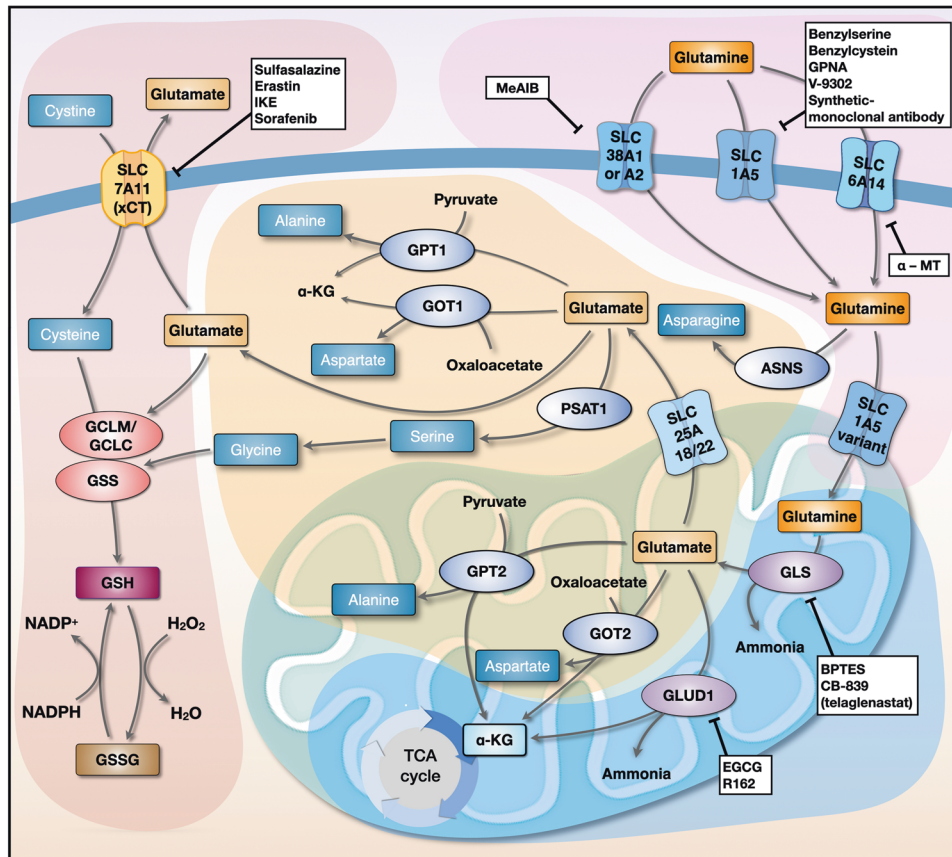 Benzylserine
Benzylcystein
GPNA
V-9302
Synthetic-
monoclonal antibody
Glutamine
Sulfasalazine
Erastin
IKE
Sorafenib
MeAIB
Cystine
Glutamate
SLC
7A11
(xCT)
SLC
38A1
or A2
SLC
1A5
SLC
6A14
α – MT
Pyruvate
Alanine
GPT1
α-KG
GOT1
Glutamate
Asparagine
Glutamine
Cysteine
Glutamate
Aspartate
Oxaloacetate
ASNS
PSAT1
SLC
25A
18/22
SLC
1A5
variant
GCLM/
GCLC
GSS
Glycine
Serine
Pyruvate
Glutamine
Glutamate
GPT2
GLS
GSH
Alanine
Oxaloacetate
GOT2
NADP+
H2O2
Aspartate
Ammonia
BPTES
CB-839
(telaglenastat)
GLUD1
NADPH
H2O
α-KG
TCA
cycle
GSSG
Ammonia
EGCG
R162